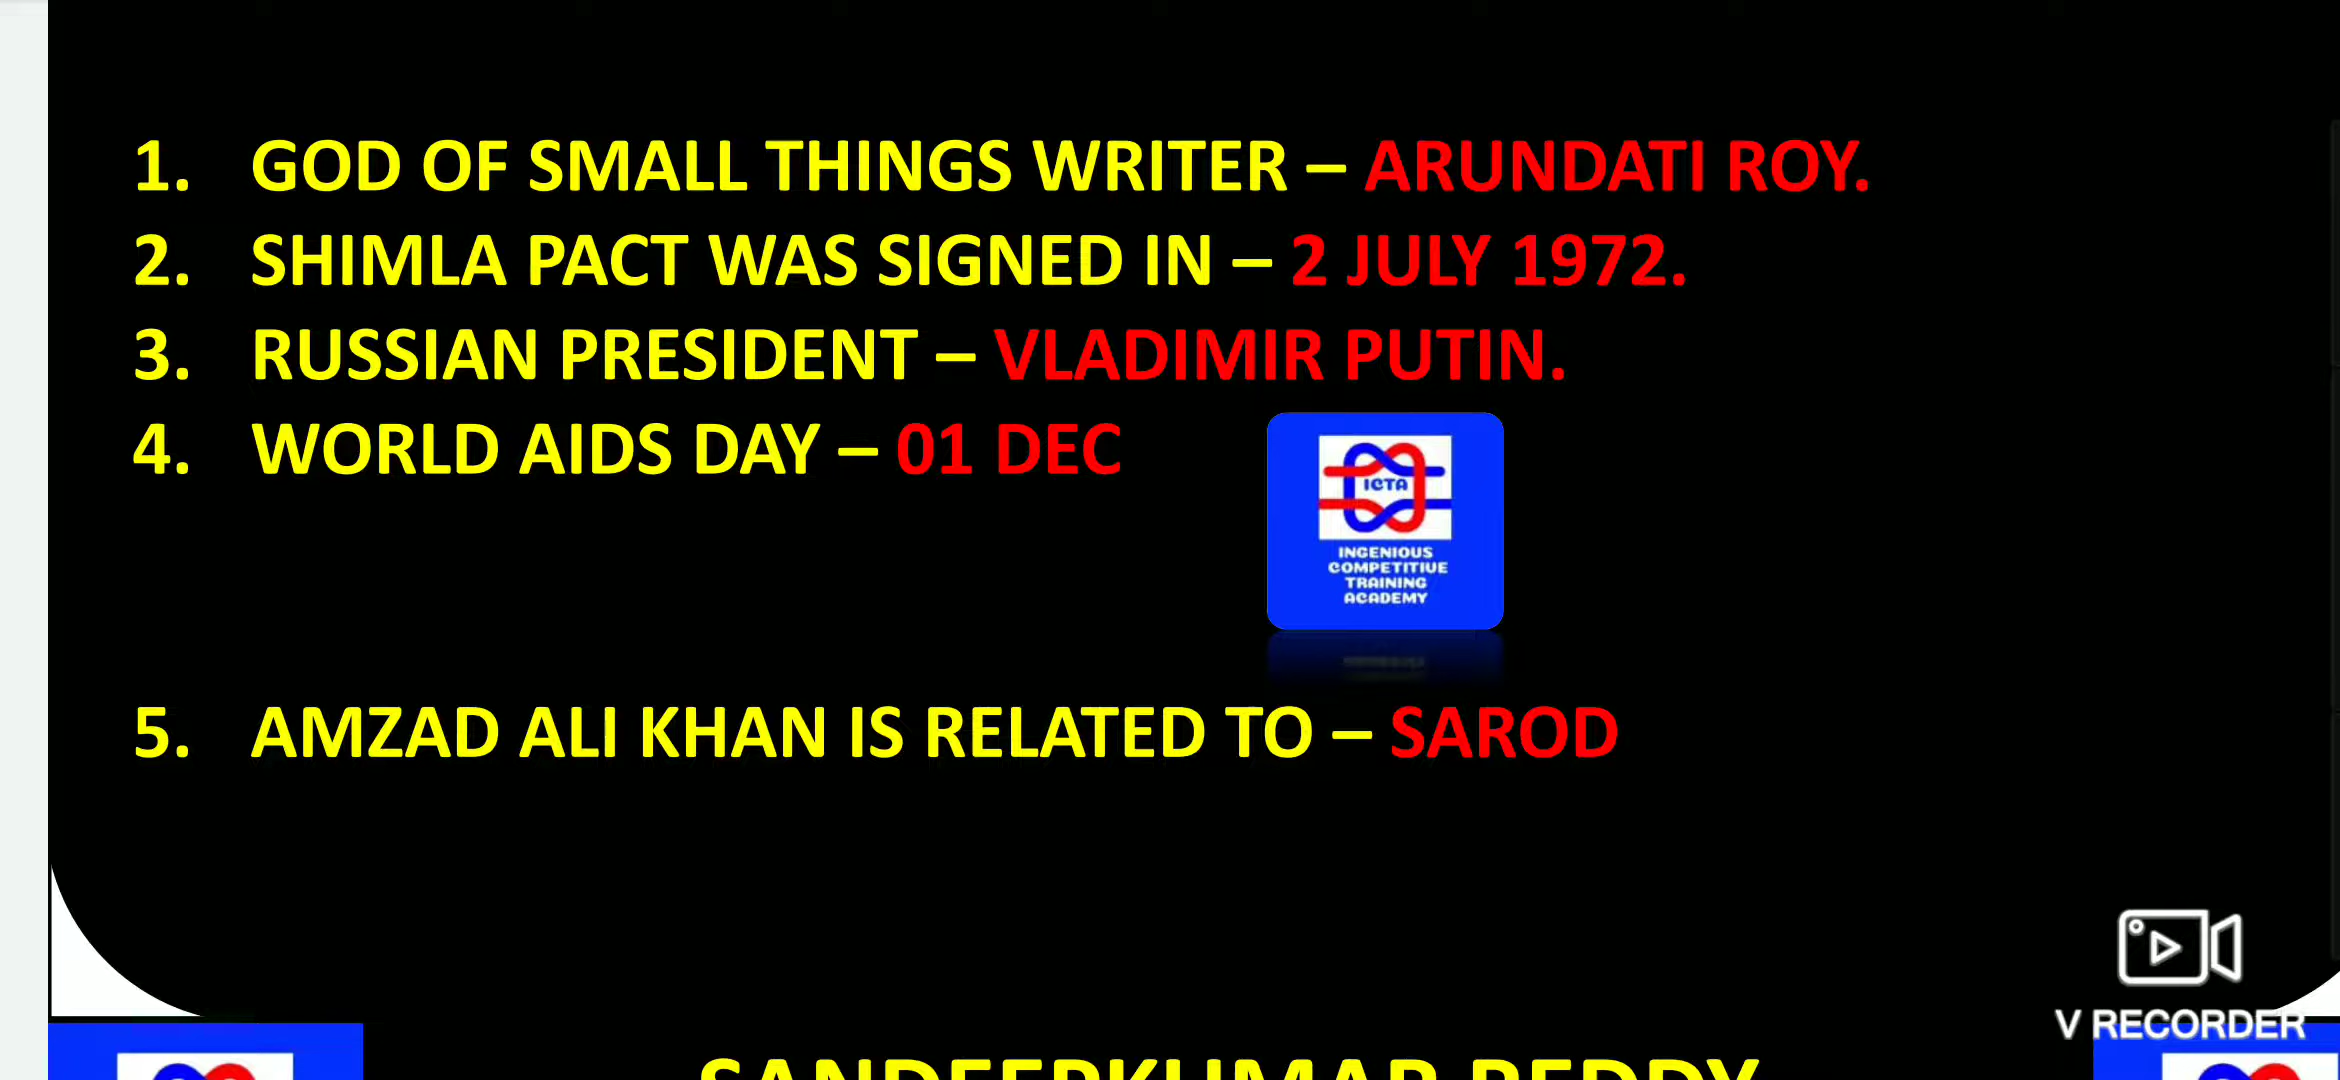 1. GOD OF SMALL THINGS WRITER – ARUNDATI ROY.
2. SHIMLA PACT WAS SIGNED IN – 2 JULY 1972.
3. RUSSIAN PRESIDENT – VLADIMIR PUTIN.
4. WORLD AIDS DAY – 01 DEC
ICTA
INGENIOUS
COMPETITIVE
TRAINING
ACADEMY
5. AMZAD ALI KHAN IS RELATED TO – SAROD
V RECORDER
SANDEEPKUMAR REDDY